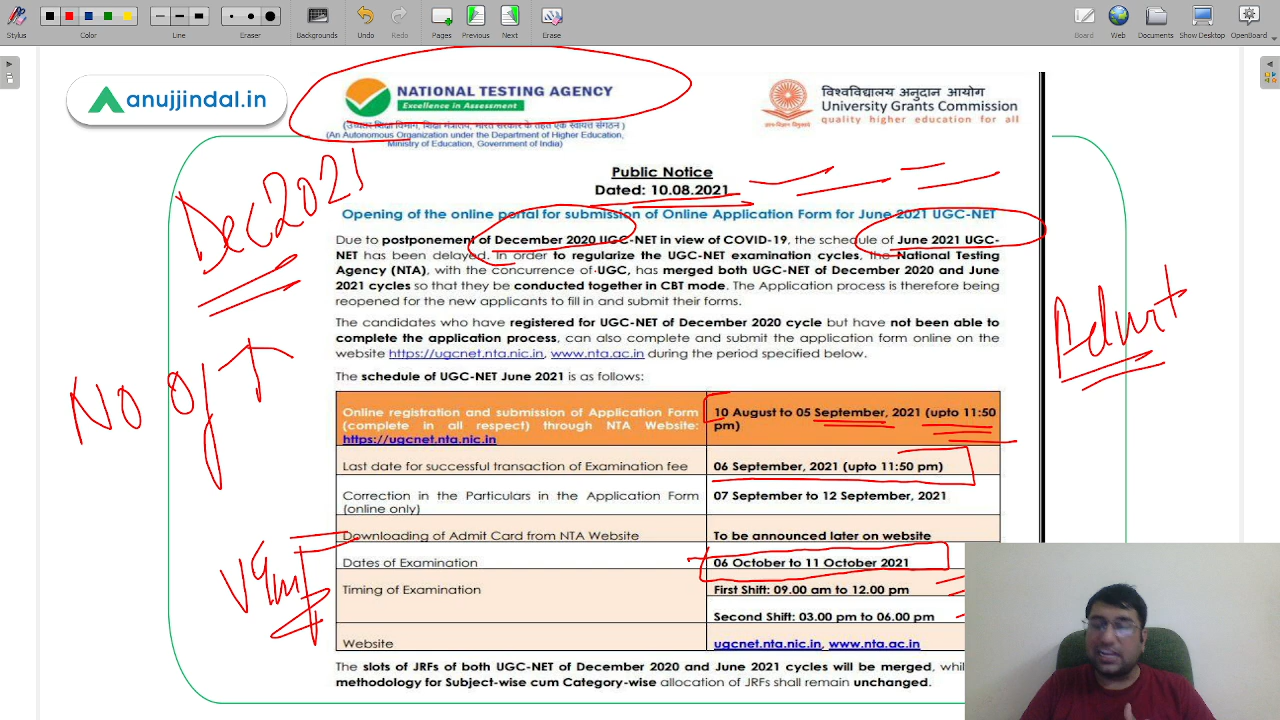 Stylus Color Line Eraser Backgrounds Undo Redo Pages Previous Next Erase Board Web Documents Show Desktop OpenBoard
anujjindal.in
NATIONAL TESTING AGENCY
Excellence in Assessment
(उच्चतर शिक्षा विभाग, शिक्षा मंत्रालय, भारत सरकार के तहत एक स्वायत्त संगठन)
(An Autonomous Organization under the Department of Higher Education,
Ministry of Education, Government of India)
विश्वविद्यालय अनुदान आयोग
University Grants Commission
quality higher education for all
Public Notice
Dated: 10.08.2021
Dec 2021
Opening of the online portal for submission of Online Application Form for June 2021 UGC-NET
Due to postponement of December 2020 UGC-NET in view of COVID-19, the schedule of June 2021 UGC-
NET has been delayed. In order to regularize the UGC-NET examination cycles, the National Testing
Agency (NTA), with the concurrence of UGC, has merged both UGC-NET of December 2020 and June
2021 cycles so that they be conducted together in CBT mode. The Application process is therefore being
reopened for the new applicants to fill in and submit their forms.
The candidates who have registered for UGC-NET of December 2020 cycle but have not been able to
complete the application process, can also complete and submit the application form online on the
website https://ugcnet.nta.nic.in, www.nta.ac.in during the period specified below.
Admit
The schedule of UGC-NET June 2021 is as follows:
No of
Online registration and submission of Application Form (complete in all respect) through NTA Website: https://ugcnet.nta.nic.in 10 August to 05 September, 2021 (upto 11:50 pm)
Last date for successful transaction of Examination fee 06 September, 2021 (upto 11:50 pm)
Correction in the Particulars in the Application Form (online only) 07 September to 12 September, 2021
Downloading of Admit Card from NTA Website To be announced later on website
Dates of Examination 06 October to 11 October 2021
Timing of Examination First Shift: 09.00 am to 12.00 pm
Second Shift: 03.00 pm to 06.00 pm
Website ugcnet.nta.nic.in, www.nta.ac.in
The slots of JRFs of both UGC-NET of December 2020 and June 2021 cycles will be merged,
methodology for Subject-wise cum Category-wise allocation of JRFs shall remain unchanged.